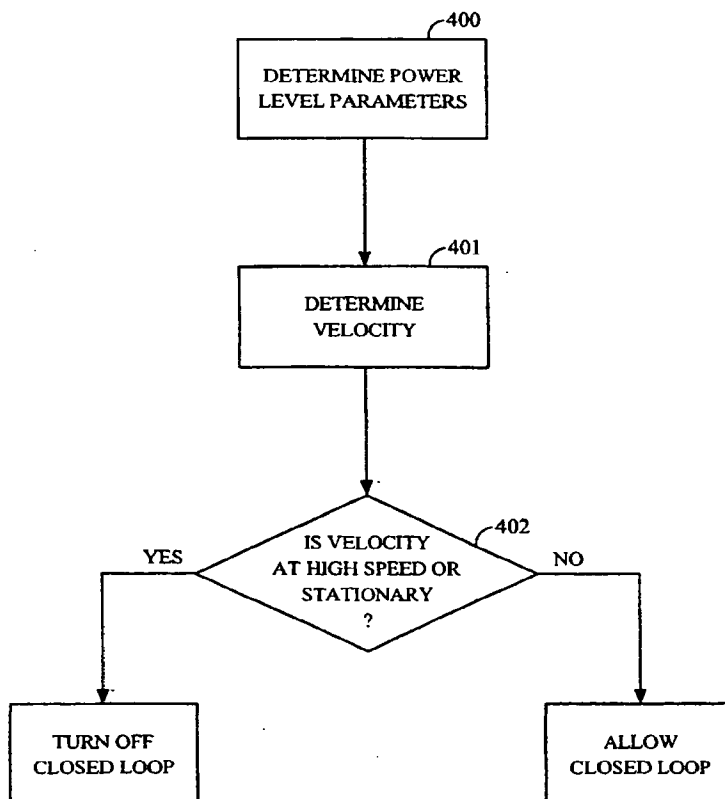 400
DETERMINE POWER
LEVEL PARAMETERS
401
DETERMINE
VELOCITY
402
IS VELOCITY
AT HIGH SPEED OR
STATIONARY
?
YES
NO
TURN OFF
CLOSED LOOP
ALLOW
CLOSED LOOP